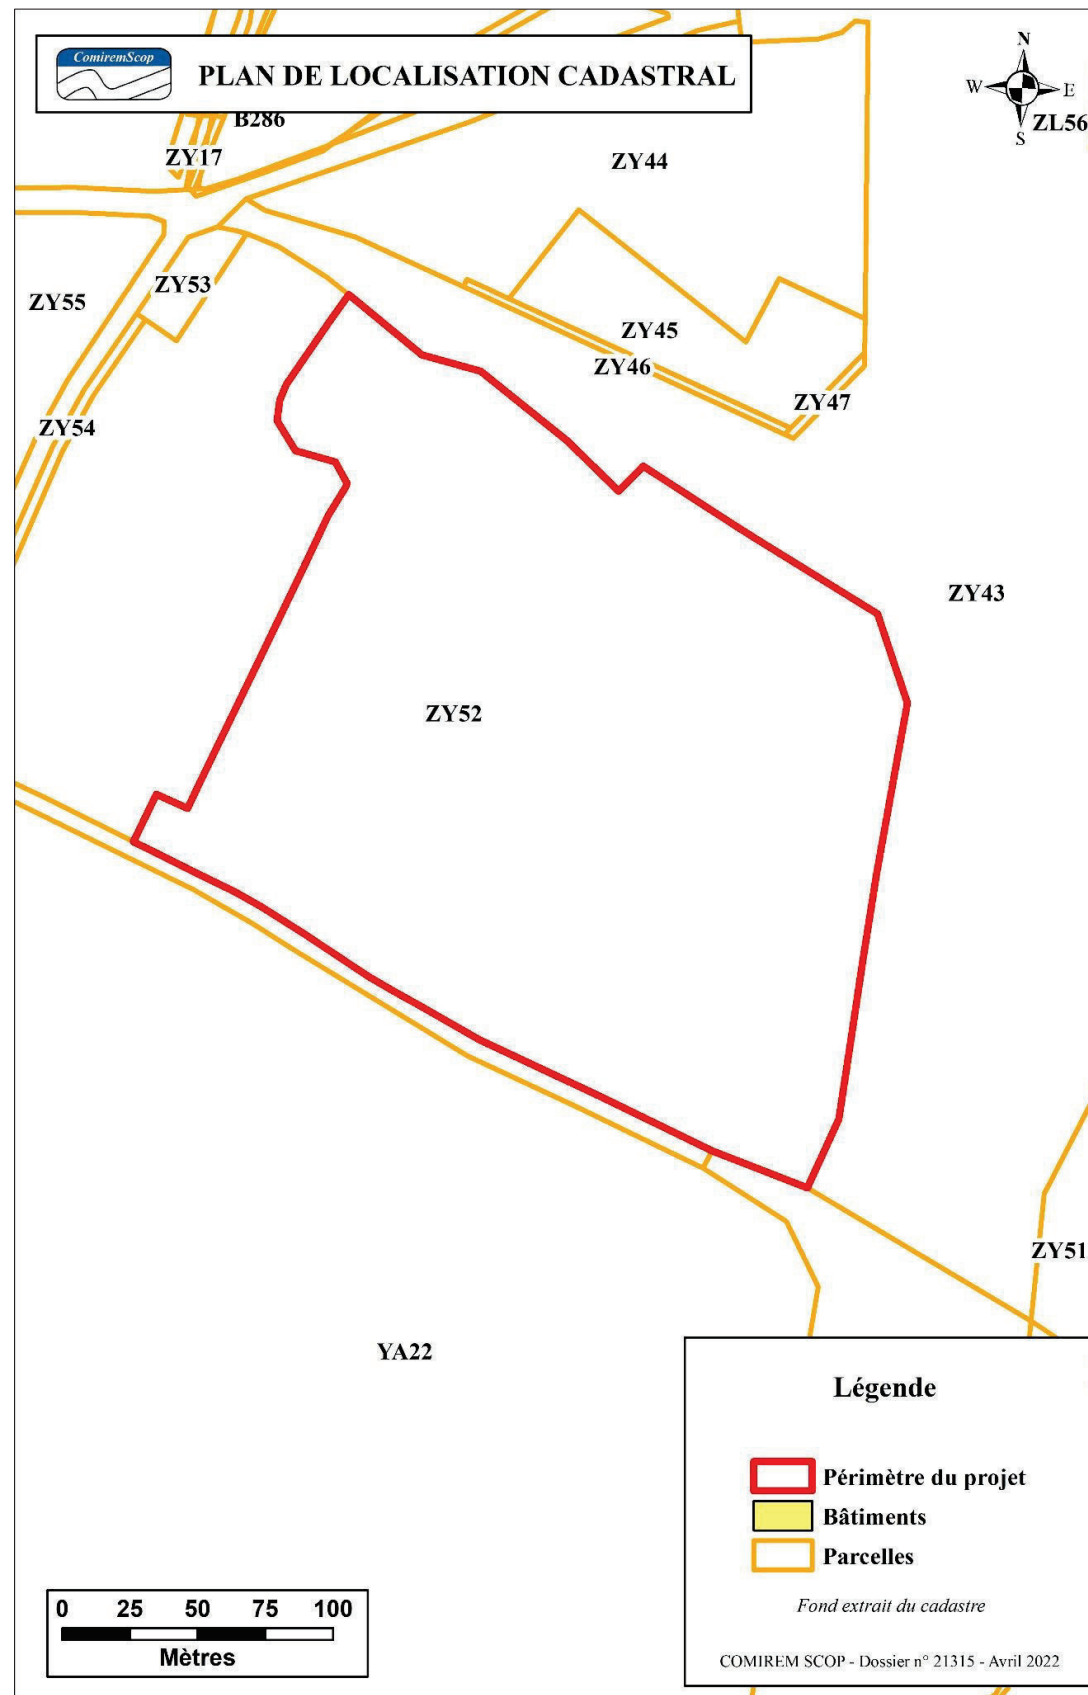 ComiremScop
PLAN DE LOCALISATION CADASTRAL
N
W E
S
ZL56
B286
ZY17
ZY44
ZY53
ZY55
ZY45
ZY46
ZY47
ZY54
ZY43
ZY52
ZY51
YA22
Légende
Périmètre du projet
Bâtiments
Parcelles
Fond extrait du cadastre
COMIREM SCOP - Dossier n° 21315 - Avril 2022
0 25 50 75 100
Mètres